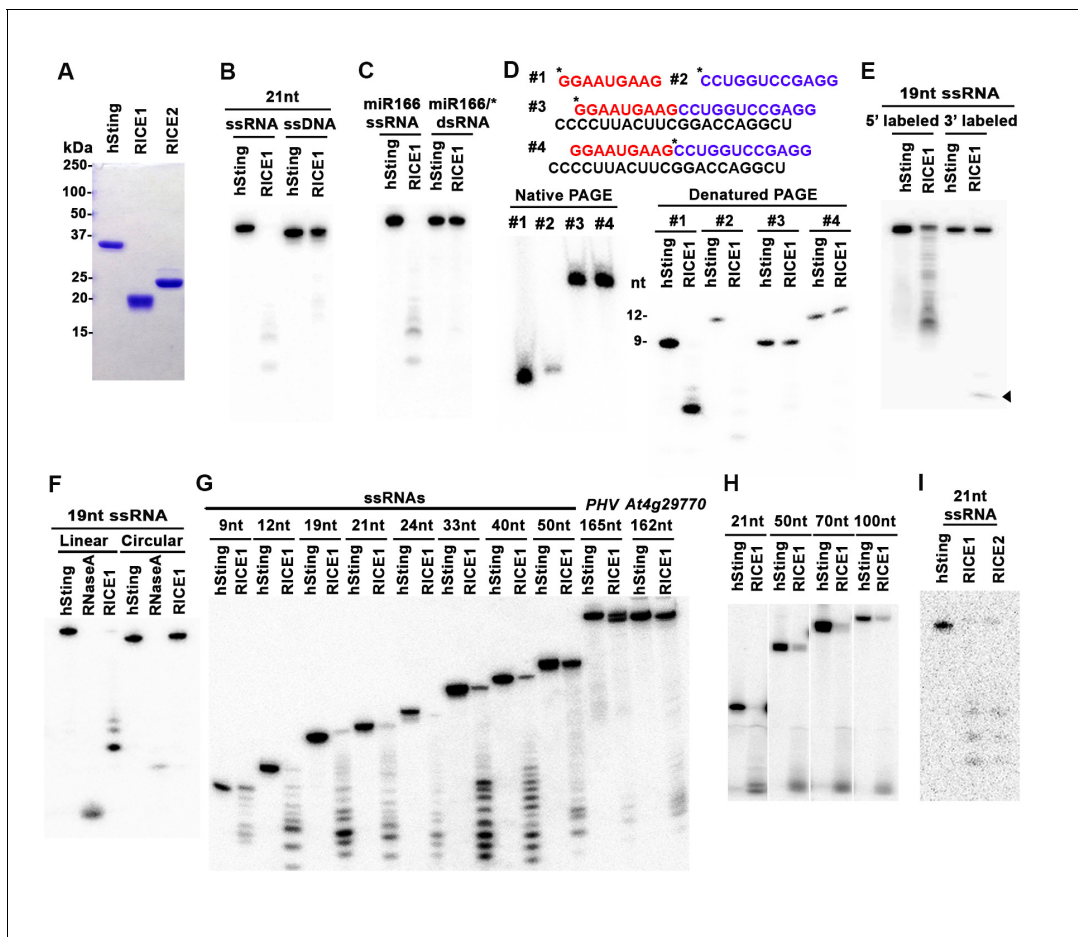 A
hSting
RICE1
RICE2
kDa
250-
100-
50-
37-
25-
20-
15-
B
21nt
ssRNA ssDNA
hSting
RICE1
hSting
RICE1
C
miR166 miR166/*
ssRNA dsRNA
hSting
RICE1
hSting
RICE1
D
#1 *GGAAUGAAG #2 *CCUGGUCCGAGG
#3 *GGAAUGAAGCCUGGUCCGAGG
CCCCUUACUUCGGACCAGGCU
#4 GGAAUGAAG*CCUGGUCCGAGG
CCCCUUACUUCGGACCAGGCU
Native PAGE
#1 #2 #3 #4
Denatured PAGE
#1 #2 #3 #4
hSting
RICE1
hSting
RICE1
hSting
RICE1
hSting
RICE1
nt
12-
9-
E
19nt ssRNA
5' labeled 3' labeled
hSting
RICE1
hSting
RICE1
F
19nt ssRNA
Linear Circular
hSting
RNaseA
RICE1
hSting
RNaseA
RICE1
G
ssRNAs PHV At4g29770
9nt 12nt 19nt 21nt 24nt 33nt 40nt 50nt 165nt 162nt
hSting
RICE1
hSting
RICE1
hSting
RICE1
hSting
RICE1
hSting
RICE1
hSting
RICE1
hSting
RICE1
hSting
RICE1
hSting
RICE1
hSting
RICE1
H
21nt 50nt 70nt 100nt
hSting
RICE1
hSting
RICE1
hSting
RICE1
hSting
RICE1
I
21nt
ssRNA
hSting
RICE1
RICE2